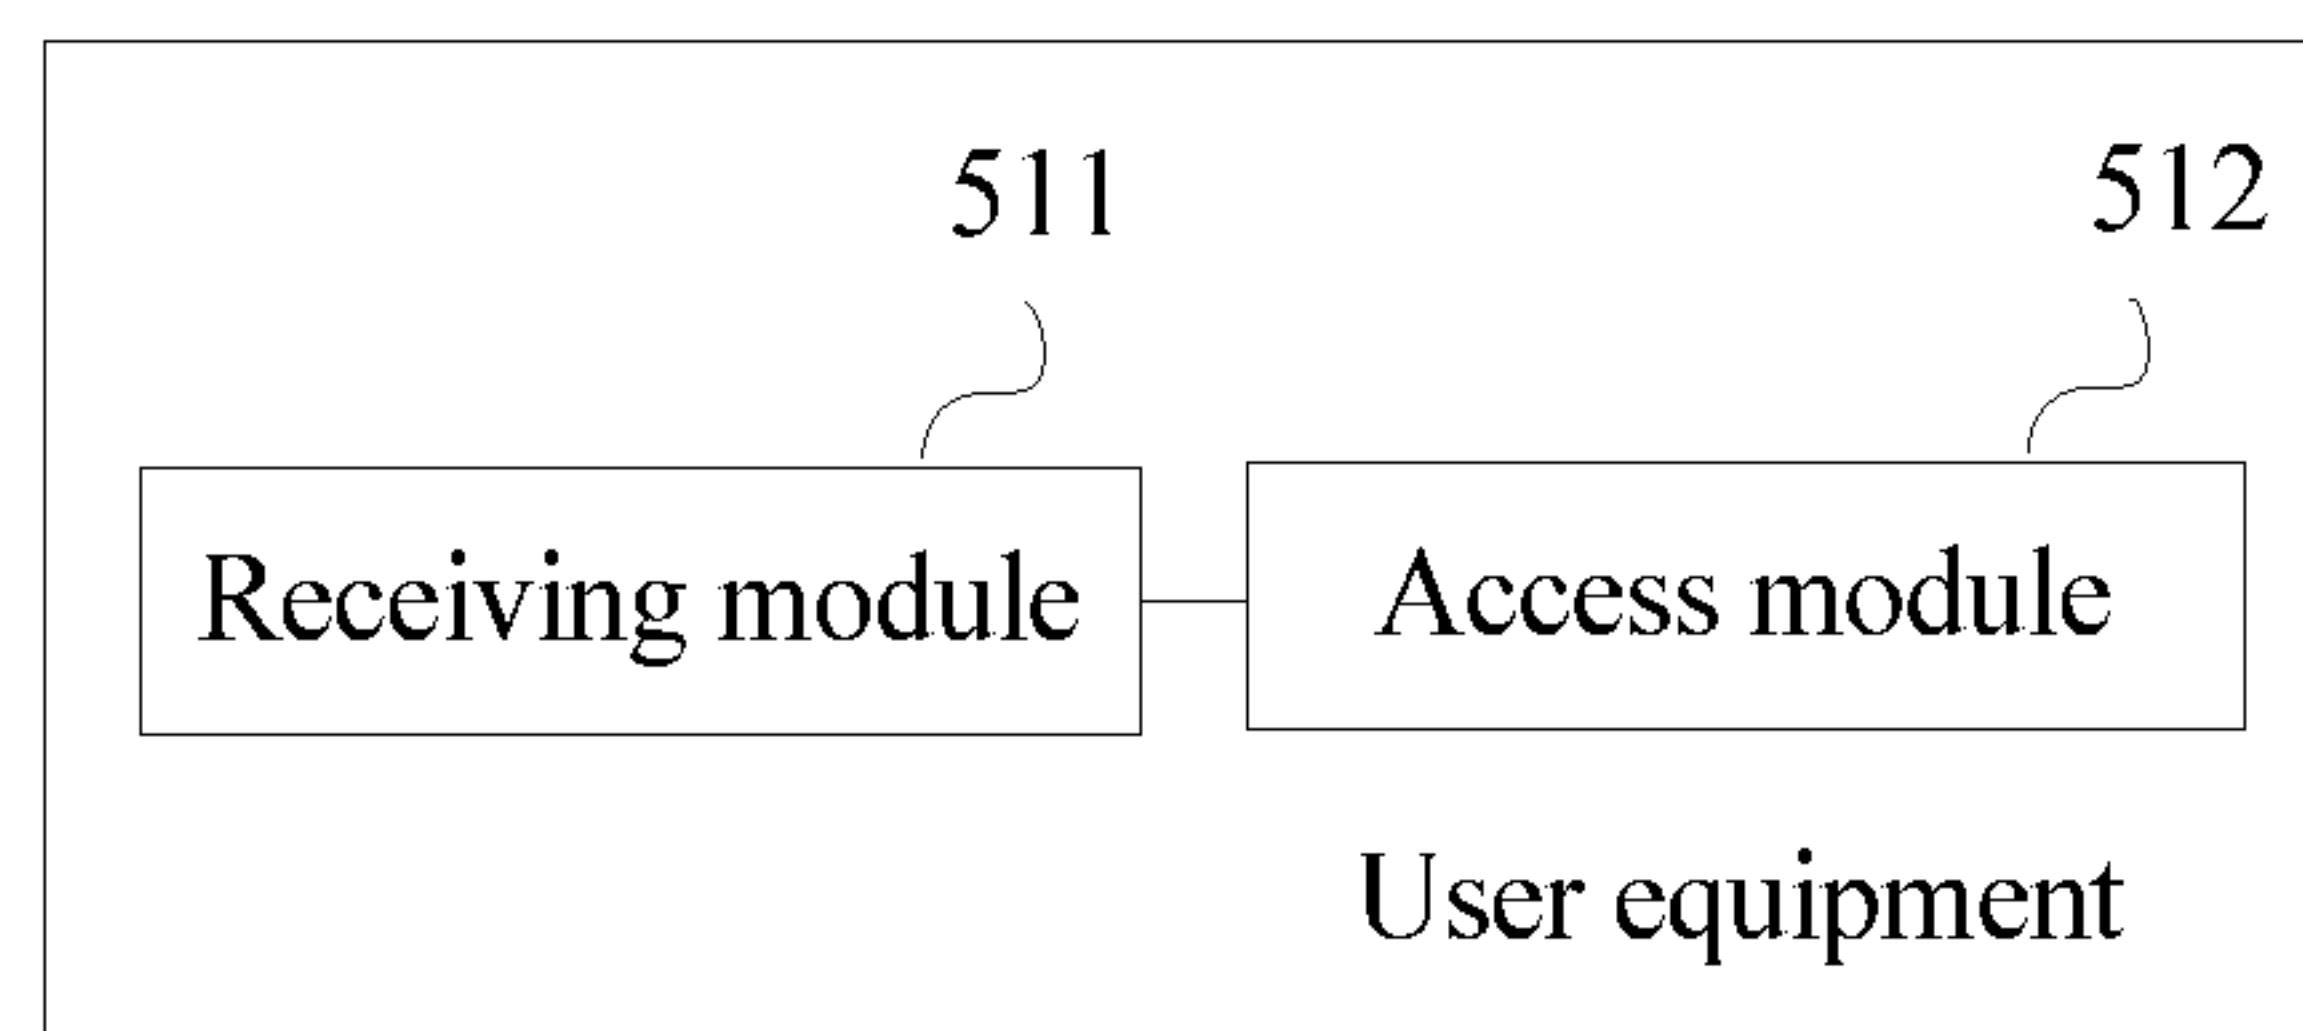 511
512
Receiving module
Access module
User equipment